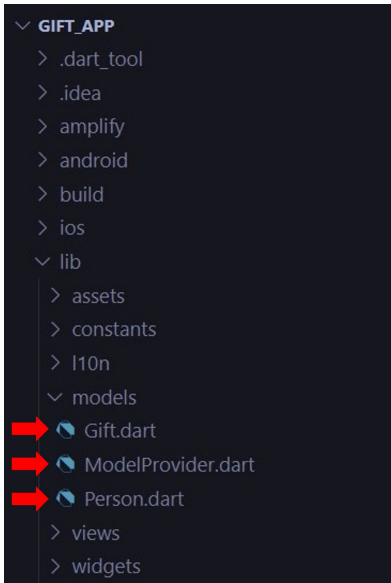 GIFT_APP
.dart_tool
.idea
amplify
android
build
ios
lib
assets
constants
l10n
models
Gift.dart
ModelProvider.dart
Person.dart
views
widgets